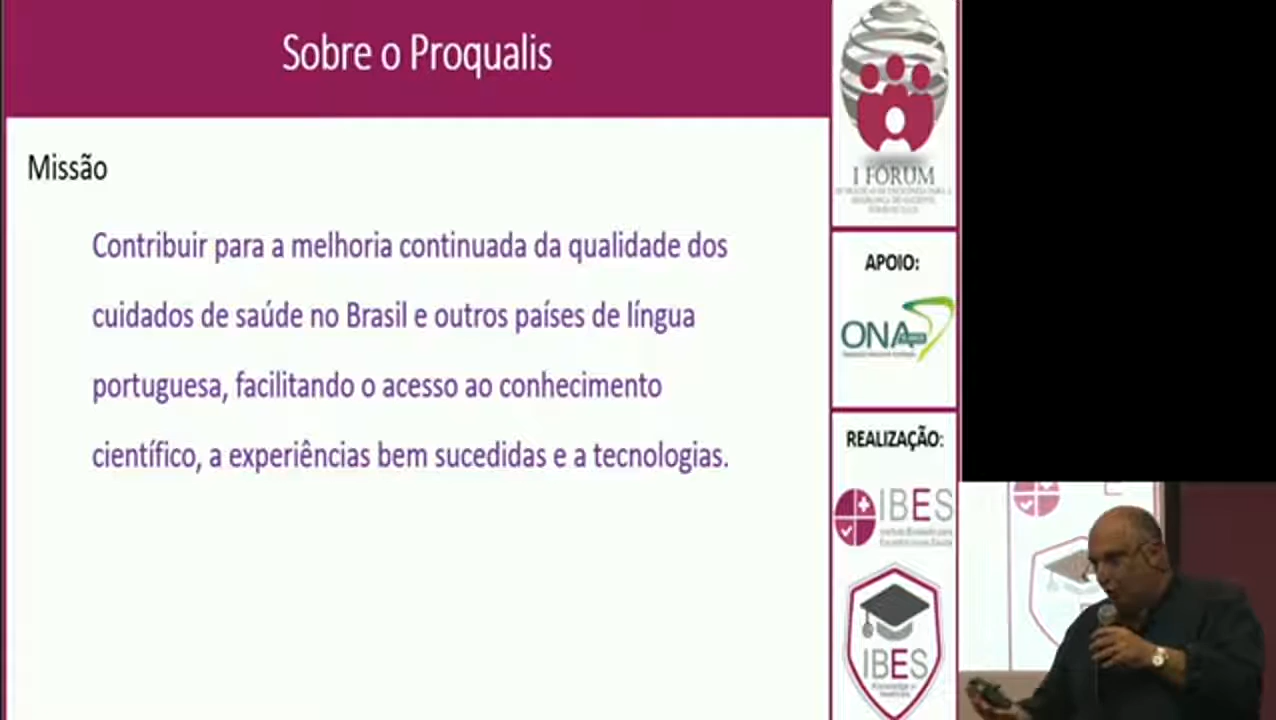 Sobre o Proqualis
Missão
Contribuir para a melhoria continuada da qualidade dos
cuidados de saúde no Brasil e outros países de língua
portuguesa, facilitando o acesso ao conhecimento
científico, a experiências bem sucedidas e a tecnologias.
I FÓRUM
APOIO:
ONA
REALIZAÇÃO:
IBES
IBES